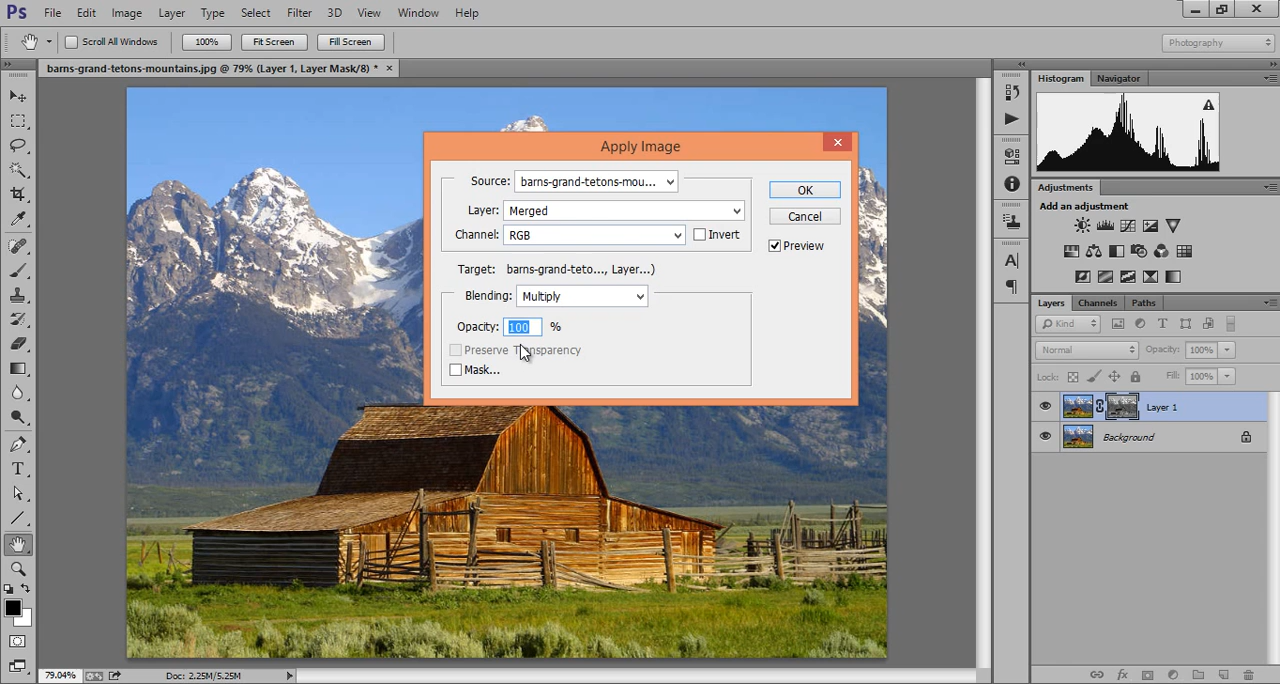 Ps File Edit Image Layer Type Select Filter 3D View Window Help
Scroll All Windows 100% Fit Screen Fill Screen Photography
barns-grand-tetons-mountains.jpg @ 79% (Layer 1, Layer Mask/8) * ×
Histogram Navigator
Apply Image
Source: barns-grand-tetons-mou... OK
Layer: Merged Cancel
Channel: RGB Invert
Preview
Target: barns-grand-teto..., Layer...)
Blending: Multiply
Opacity: 100 %
Preserve Transparency
Mask...
Adjustments
Add an adjustment
Layers Channels Paths
Kind
Normal Opacity: 100%
Lock: Fill: 100%
Layer 1
Background
79.04% Doc: 2.25M/5.25M